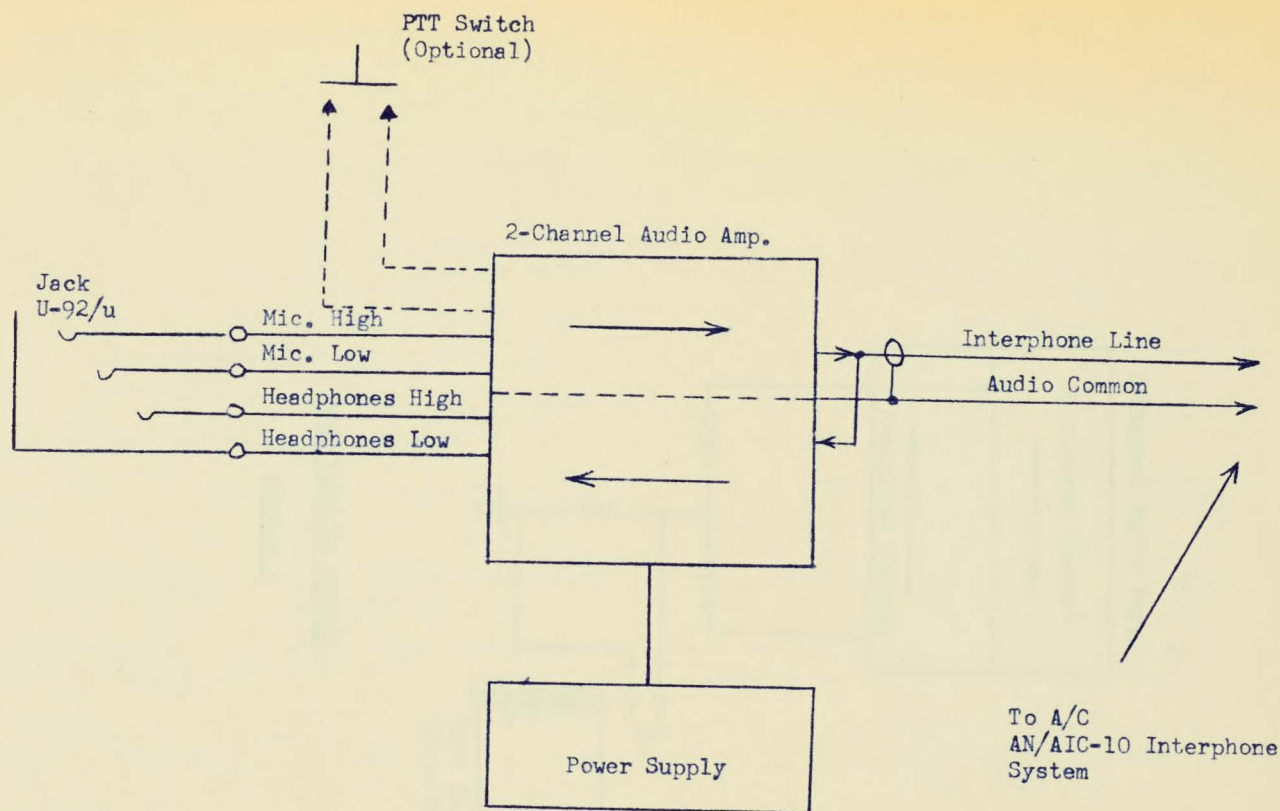 PTT Switch
(Optional)
2-Channel Audio Amp.
Jack
U-92/u
Mic. High
Mic. Low
Headphones High
Headphones Low
Interphone Line
Audio Common
To A/C
AN/AIC-10 Interphone
System
Power Supply